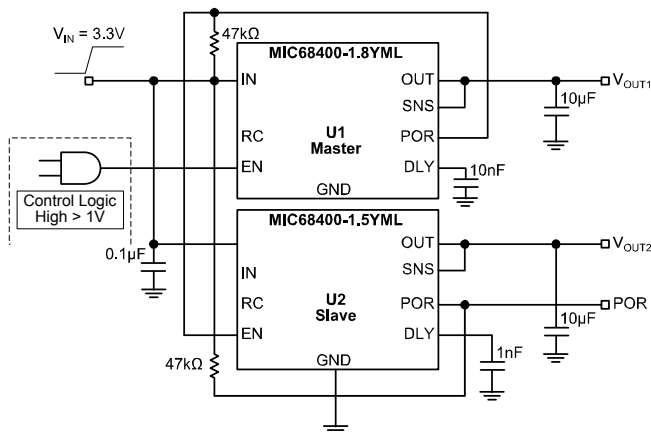 V_IN = 3.3V
47kΩ
MIC68400-1.8YML
IN
OUT
V_OUT1
SNS
10µF
RC
U1
POR
Master
EN
DLY
10nF
GND
Control Logic
High > 1V
MIC68400-1.5YML
0.1µF
OUT
V_OUT2
IN
SNS
RC
U2
POR
POR
Slave
10µF
EN
DLY
47kΩ
GND
1nF